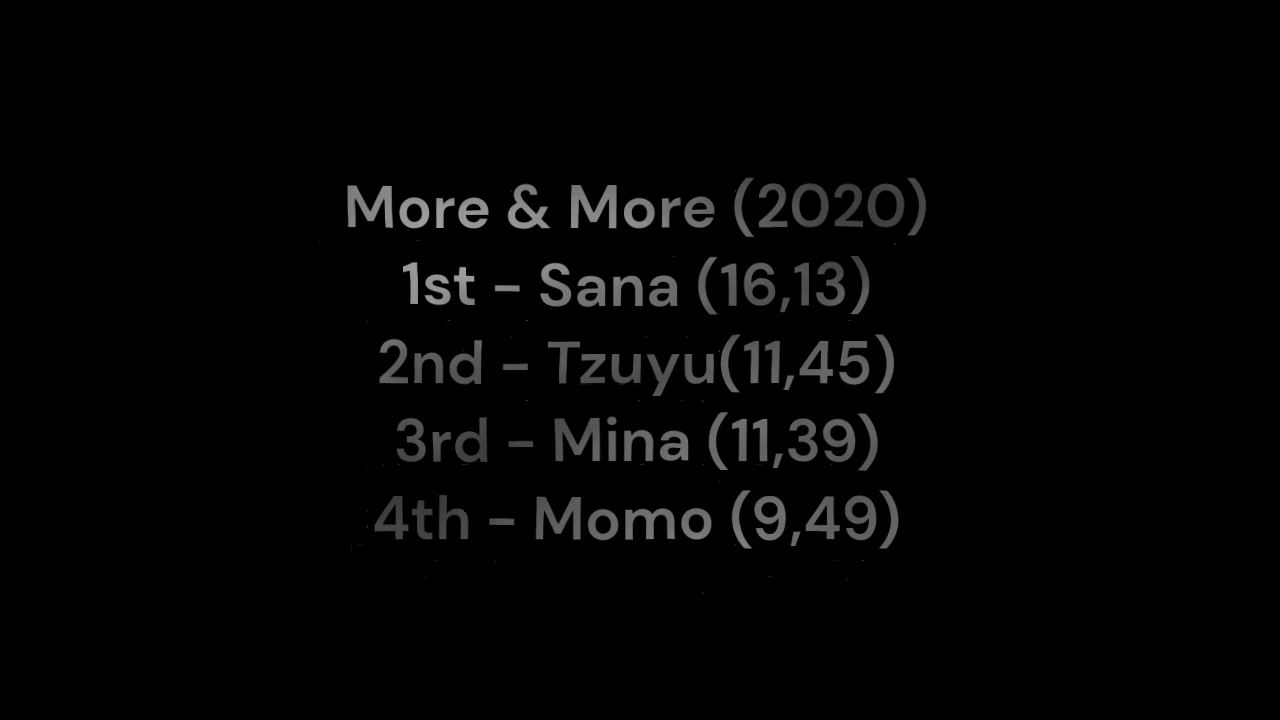 More & More (2020)
1st - Sana (16,13)
2nd - Tzuyu(11,45)
3rd - Mina (11,39)
4th - Momo (9,49)